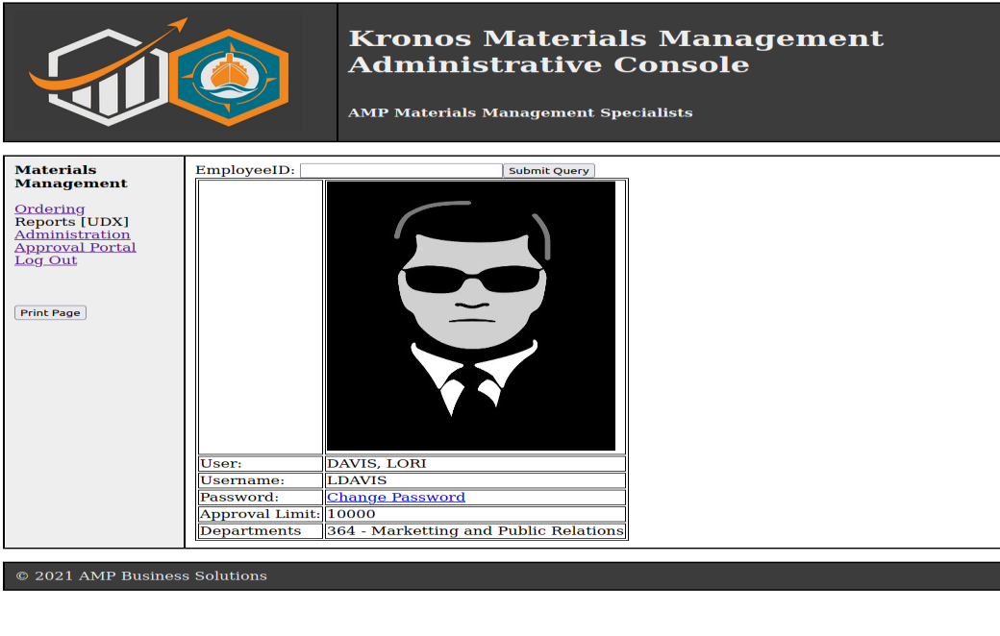 Kronos Materials Management
Administrative Console
AMP Materials Management Specialists
Materials
Management
Ordering
Reports [UDX]
Administration
Approval Portal
Log Out
Print Page
EmployeeID:
Submit Query
User: DAVIS, LORI
Username: LDAVIS
Password: Change Password
Approval Limit: 10000
Departments 364 - Marketting and Public Relations
© 2021 AMP Business Solutions